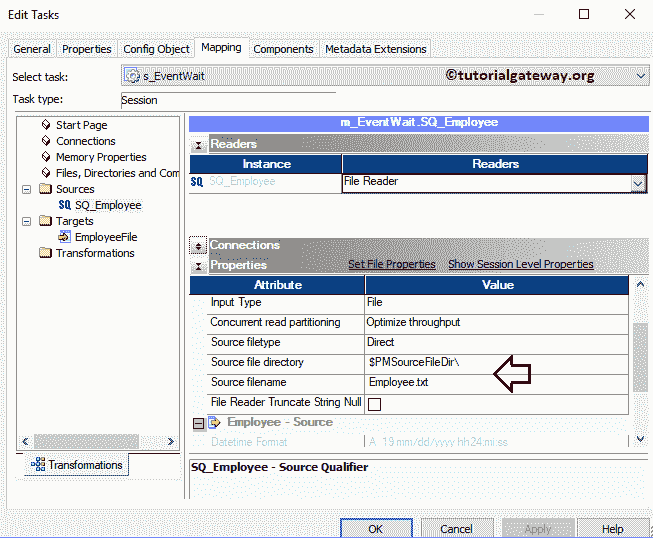 Edit Tasks
General Properties Config Object Mapping Components Metadata Extensions
Select task: s_EventWait ©tutorialgateway.org
Task type: Session
Start Page
Connections
Memory Properties
Files, Directories and Com
Sources
SQ_Employee
Targets
EmployeeFile
Transformations
Transformations
m_EventWait.SQ_Employee
Readers
Instance Readers
SQ_Employee File Reader
Connections
Properties Set File Properties Show Session Level Properties
Attribute Value
Input Type File
Concurrent read partitioning Optimize throughput
Source filetype Direct
Source file directory $PMSourceFileDir\
Source filename Employee.txt
File Reader Truncate String Null
Employee - Source
Datetime Format A 19 mm/dd/yyyy hh24:mi:ss
SQ_Employee - Source Qualifier
OK Cancel Apply Help